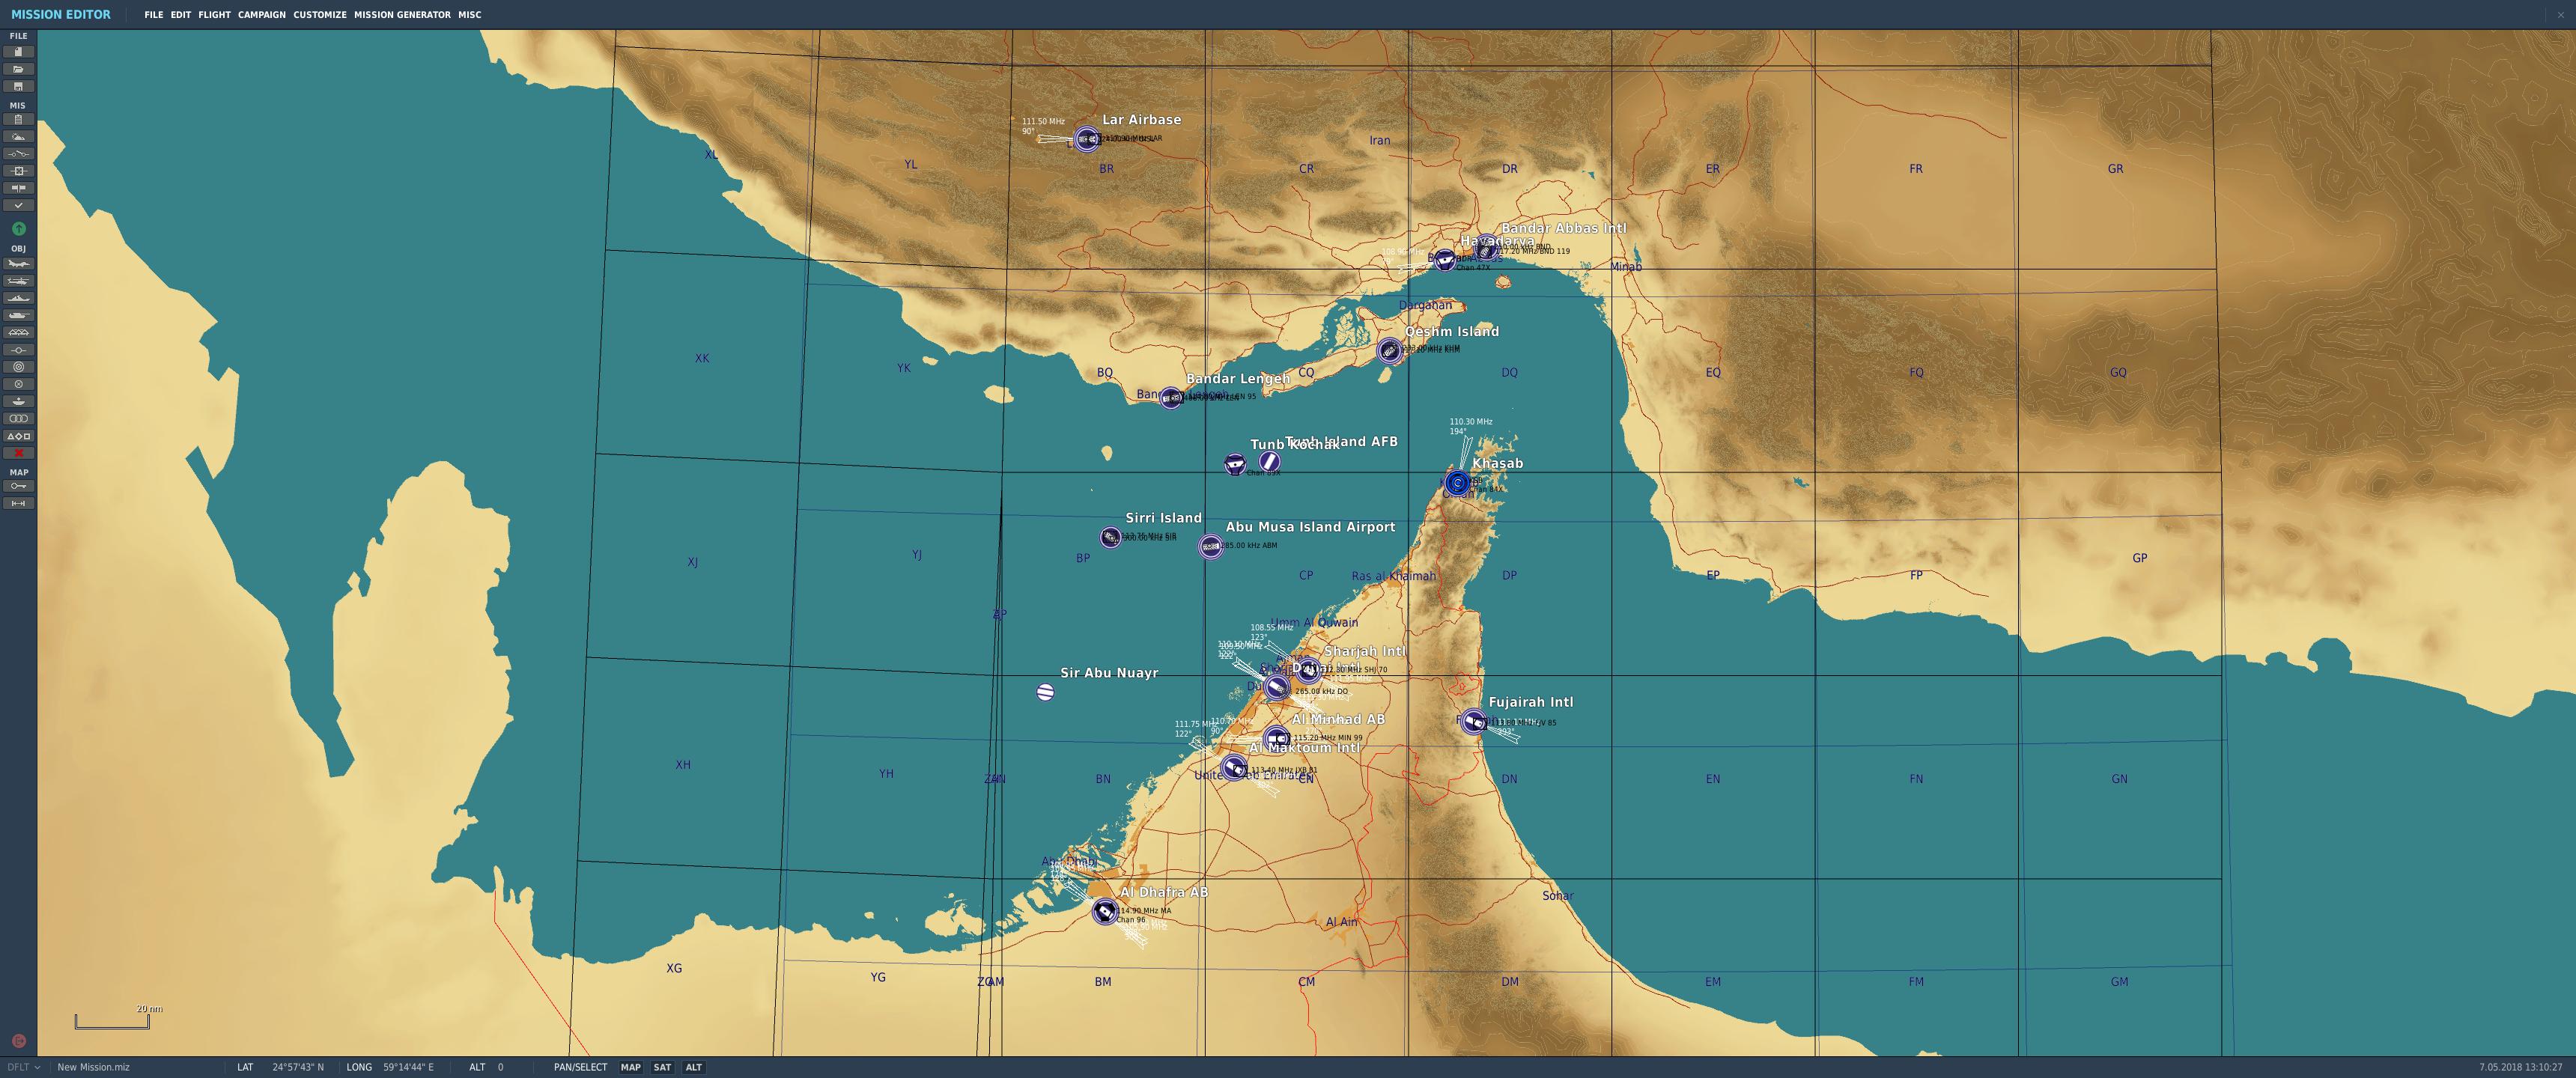 MISSION EDITOR
FILE EDIT FLIGHT CAMPAIGN CUSTOMIZE MISSION GENERATOR MISC
FILE
MIS
OBJ
MAP
111.50 MHz
90°
Lar Airbase
Iran
XL
YL
BR
CR
DR
ER
FR
GR
Bandar Abbas Intl
Havadarya
117.20 MHz BND 119
Chan 47X
Minab
Dargahan
Qeshm Island
XK
YK
BQ
CQ
DQ
EQ
FQ
GQ
Bandar Lengeh
110.30 MHz
194°
Tunb Kochak
Tunb Island AFB
Khasab
Sirri Island
Abu Musa Island Airport
285.00 kHz ABM
XJ
YJ
BP
CP
Ras al-Khaimah
DP
EP
FP
GP
Umm Al Quwain
108.55 MHz
123°
Sharjah Intl
Sir Abu Nuayr
265.00 kHz DO
Fujairah Intl
Al Minhad AB
111.75 MHz
122°
110.70 MHz
90°
115.20 MHz MIN 99
Al Maktoum Intl
XH
YH
BN
CN
DN
EN
FN
GN
Abu Dhabi
Al Dhafra AB
114.90 MHz MA
Chan 96
Al Ain
Sohar
XG
YG
BM
CM
DM
EM
FM
GM
20 nm
DFLT
New Mission.miz
LAT 24°57'43" N
LONG 59°14'44" E
ALT 0
PAN/SELECT
MAP
SAT
ALT
7.05.2018 13:10:27